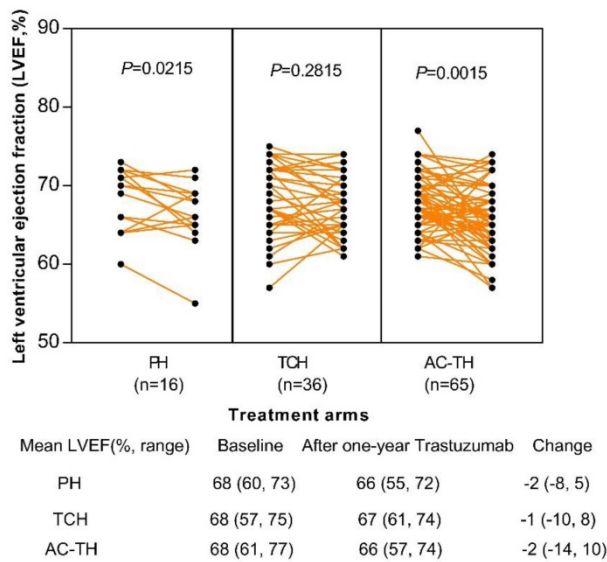 Left ventricular ejection fraction (LVEF,%)
90
80
70
60
50
P=0.0215 P=0.2815 P=0.0015
PH TCH AC-TH
(n=16) (n=36) (n=65)
Treatment arms
Mean LVEF(%, range) Baseline After one-year Trastuzumab Change
PH 68 (60, 73) 66 (55, 72) -2 (-8, 5)
TCH 68 (57, 75) 67 (61, 74) -1 (-10, 8)
AC-TH 68 (61, 77) 66 (57, 74) -2 (-14, 10)